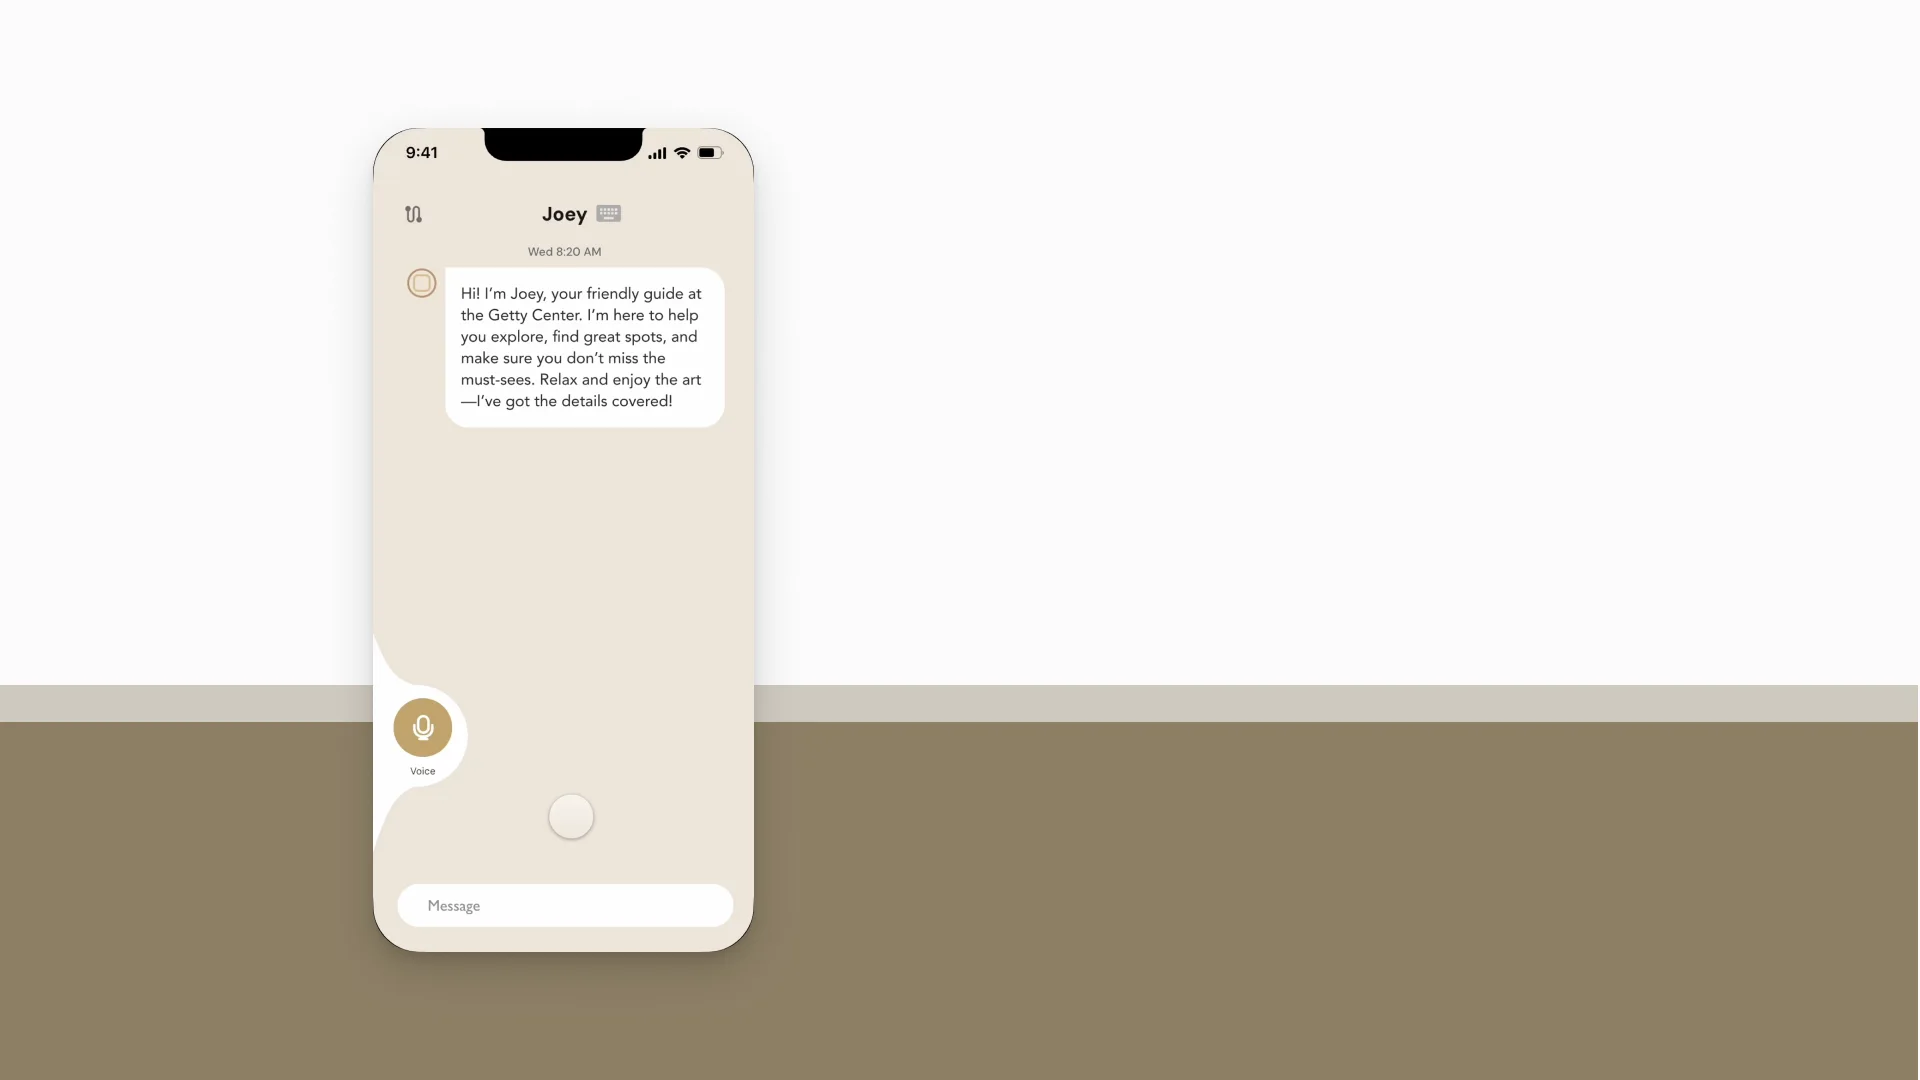 9:41
Joey
Wed 8:20 AM
Hi! I’m Joey, your friendly guide at
the Getty Center. I’m here to help
you explore, find great spots, and
make sure you don’t miss the
must-sees. Relax and enjoy the art
—I’ve got the details covered!
Voice
Message